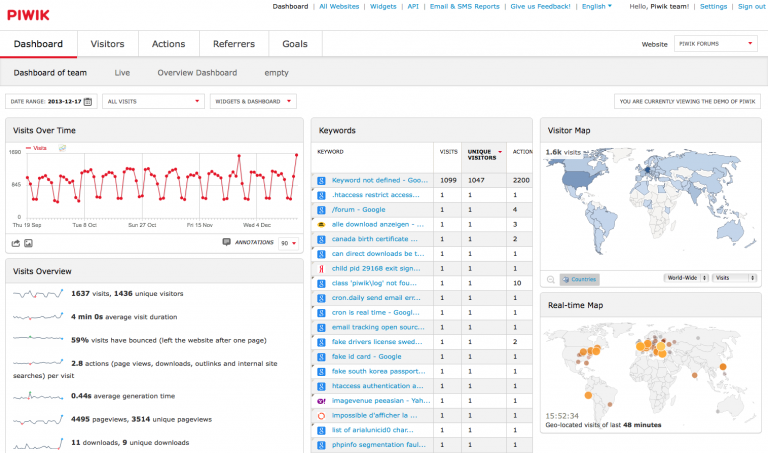 PIWIK
Dashboard | All Websites | Widgets | API | Email & SMS Reports | Give us Feedback! | English
Hello, Piwik team! | Settings | Sign out
Dashboard Visitors Actions Referrers Goals
Website PIWIK FORUMS
Dashboard of team Live Overview Dashboard empty
DATE RANGE: 2013-12-17
ALL VISITS
WIDGETS & DASHBOARD
YOU ARE CURRENTLY VIEWING THE DEMO OF PIWIK
Visits Over Time
Visits
1690
845
0
Thu 19 Sep Tue 8 Oct Sun 27 Oct Fri 15 Nov Wed 4 Dec
ANNOTATIONS 90
Visits Overview
1637 visits, 1436 unique visitors
4 min 0s average visit duration
59% visits have bounced (left the website after one page)
2.8 actions (page views, downloads, outlinks and internal site
searches) per visit
0.44s average generation time
4495 pageviews, 3514 unique pageviews
11 downloads, 9 unique downloads
Keywords
KEYWORD VISITS UNIQUE VISITORS ACTION
Keyword not defined - Goo... 1099 1047 2200
.htaccess restrict access... 1 1 1
/forum - Google 1 1 4
alle download anzeigen - ... 1 1 3
canada birth certificate ... 1 1 2
can direct downloads be t... 1 1 1
child pid 29168 exit sign... 1 1 1
class 'piwik\log' not fou... 1 1 10
cron.daily send email err... 1 1 1
cron is real time - Googl... 1 1 1
email tracking open sourc... 1 1 1
fake drivers license swed... 1 1 2
fake id card - Google 1 1 1
fake south korea passport... 1 1 1
htaccess authentication a... 1 1 1
imagevenue peeasian - Yah... 1 1 1
impossible d'afficher la ... 1 1 1
list of arialunicid0 char... 1 1 1
phpinfo segmentation faul... 1 1 1
Visitor Map
1.6k visits
Countries
World-Wide Visits
Real-time Map
15:52:34
Geo-located visits of last 48 minutes